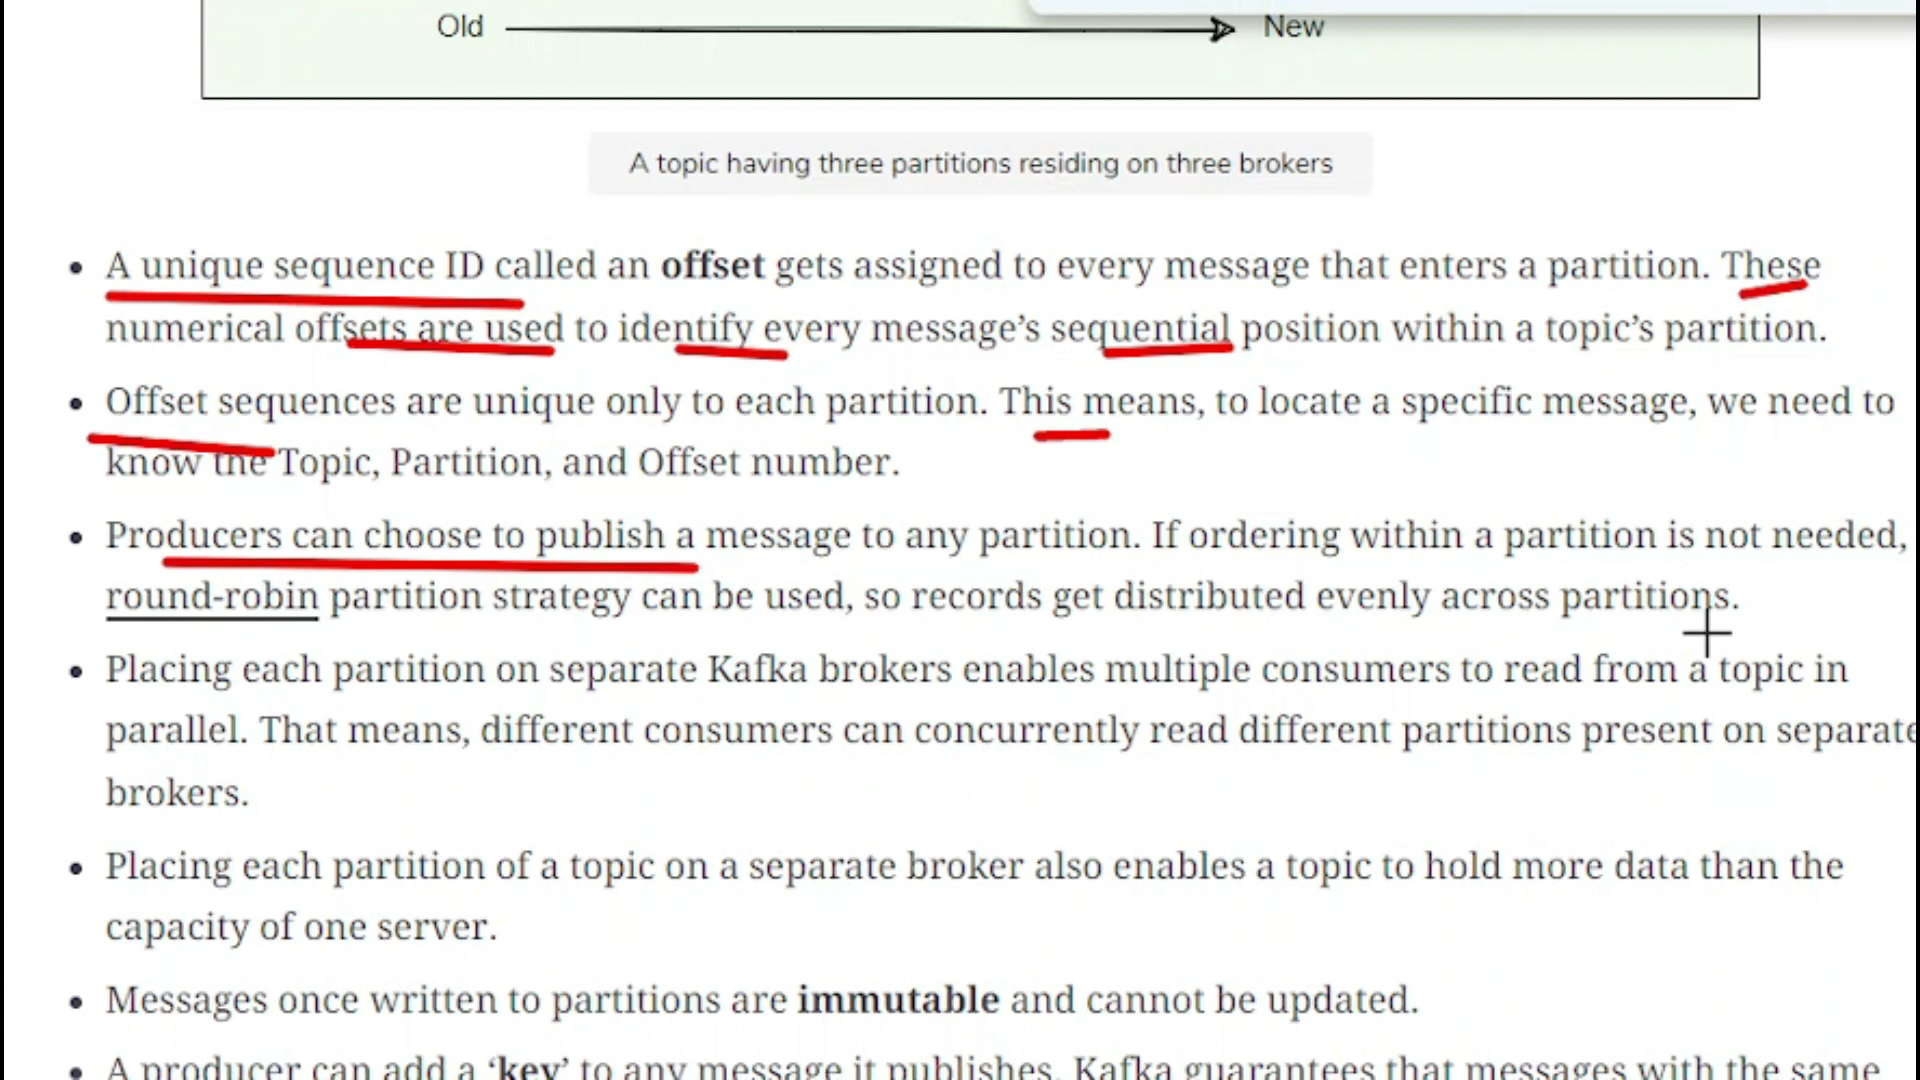 Old New
A topic having three partitions residing on three brokers
• A unique sequence ID called an offset gets assigned to every message that enters a partition. These
numerical offsets are used to identify every message’s sequential position within a topic’s partition.
• Offset sequences are unique only to each partition. This means, to locate a specific message, we need to
know the Topic, Partition, and Offset number.
• Producers can choose to publish a message to any partition. If ordering within a partition is not needed,
round-robin partition strategy can be used, so records get distributed evenly across partitions.
• Placing each partition on separate Kafka brokers enables multiple consumers to read from a topic in
parallel. That means, different consumers can concurrently read different partitions present on separate
brokers.
• Placing each partition of a topic on a separate broker also enables a topic to hold more data than the
capacity of one server.
• Messages once written to partitions are immutable and cannot be updated.
• A producer can add a ‘key’ to any message it publishes. Kafka guarantees that messages with the same